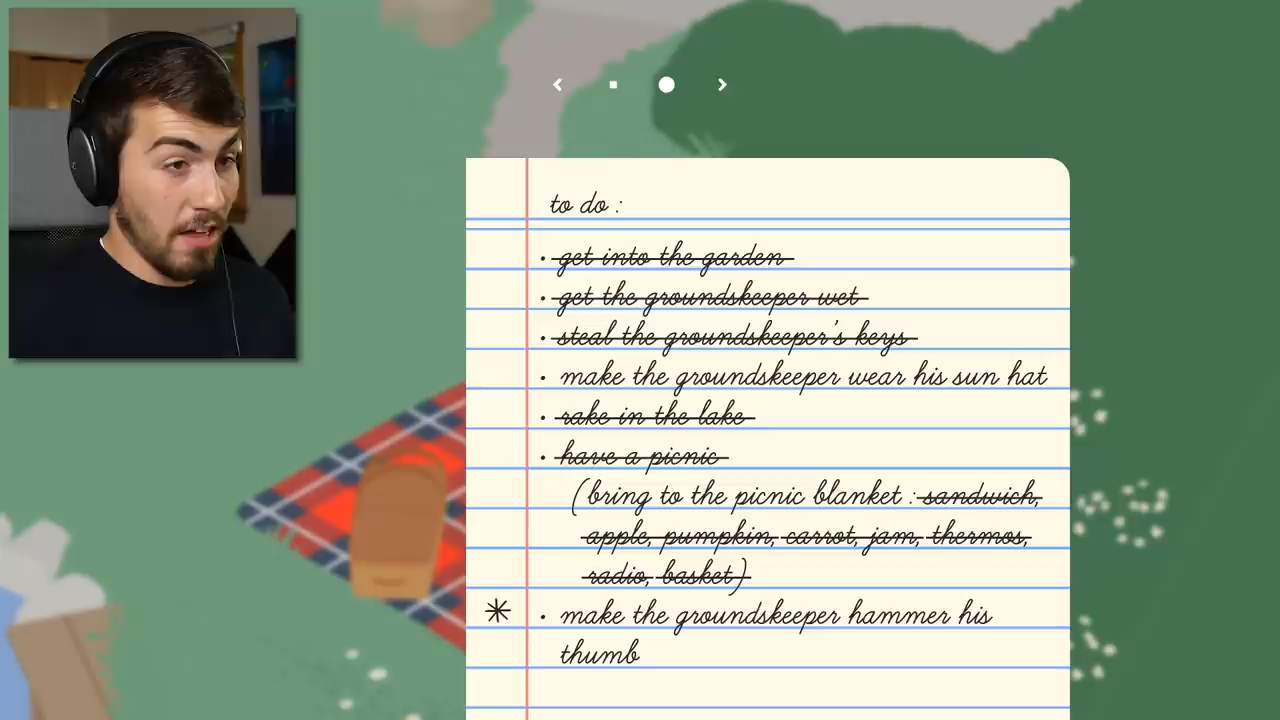 to do :
• get into the garden
• get the groundskeeper wet
• steal the groundskeeper's keys
• make the groundskeeper wear his sun hat
• rake in the lake
• have a picnic
(bring to the picnic blanket : sandwich,
apple, pumpkin, carrot, jam, thermos,
radio, basket)
• make the groundskeeper hammer his
thumb